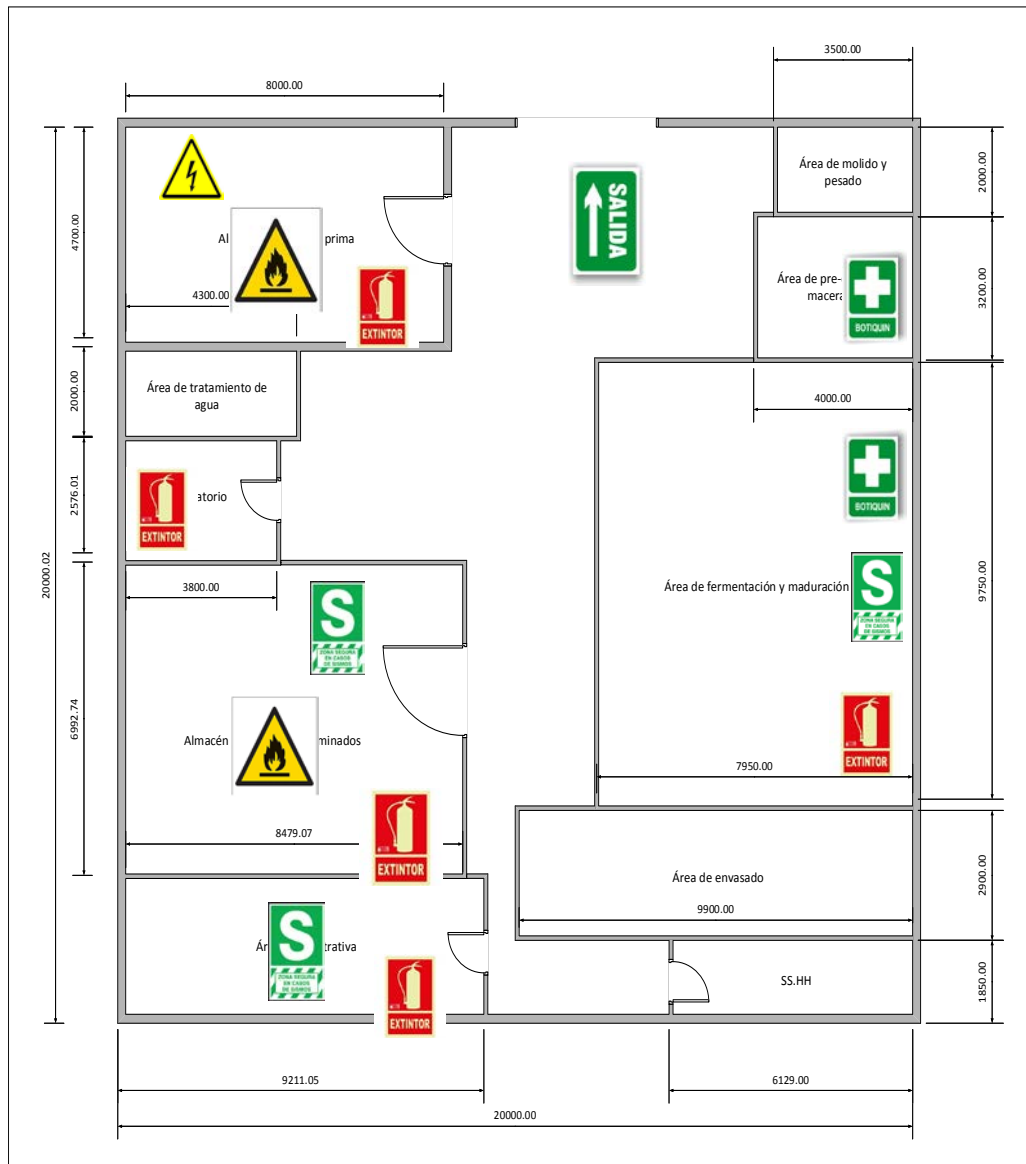 3500.00
8000.00
Área de molido y
pesado
2000.00
SALIDA
4700.00
Al
prima
4300.00
EXTINTOR
Área de pre-
macera
BOTIQUIN
3200.00
Área de tratamiento de
agua
2000.00
4000.00
2576.01
EXTINTOR
atorio
BOTIQUIN
20000.02
3800.00
S
ZONA SEGURA
EN CASOS
DE SISMOS
Área de fermentación y maduración
S
ZONA SEGURA
EN CASOS
DE SISMOS
9750.00
6992.74
Almacén
minados
EXTINTOR
7950.00
8479.07
EXTINTOR
Área de envasado
2900.00
9900.00
Ár
trativa
S
ZONA SEGURA
EN CASOS
DE SISMOS
EXTINTOR
SS.HH
1850.00
9211.05
6129.00
20000.00